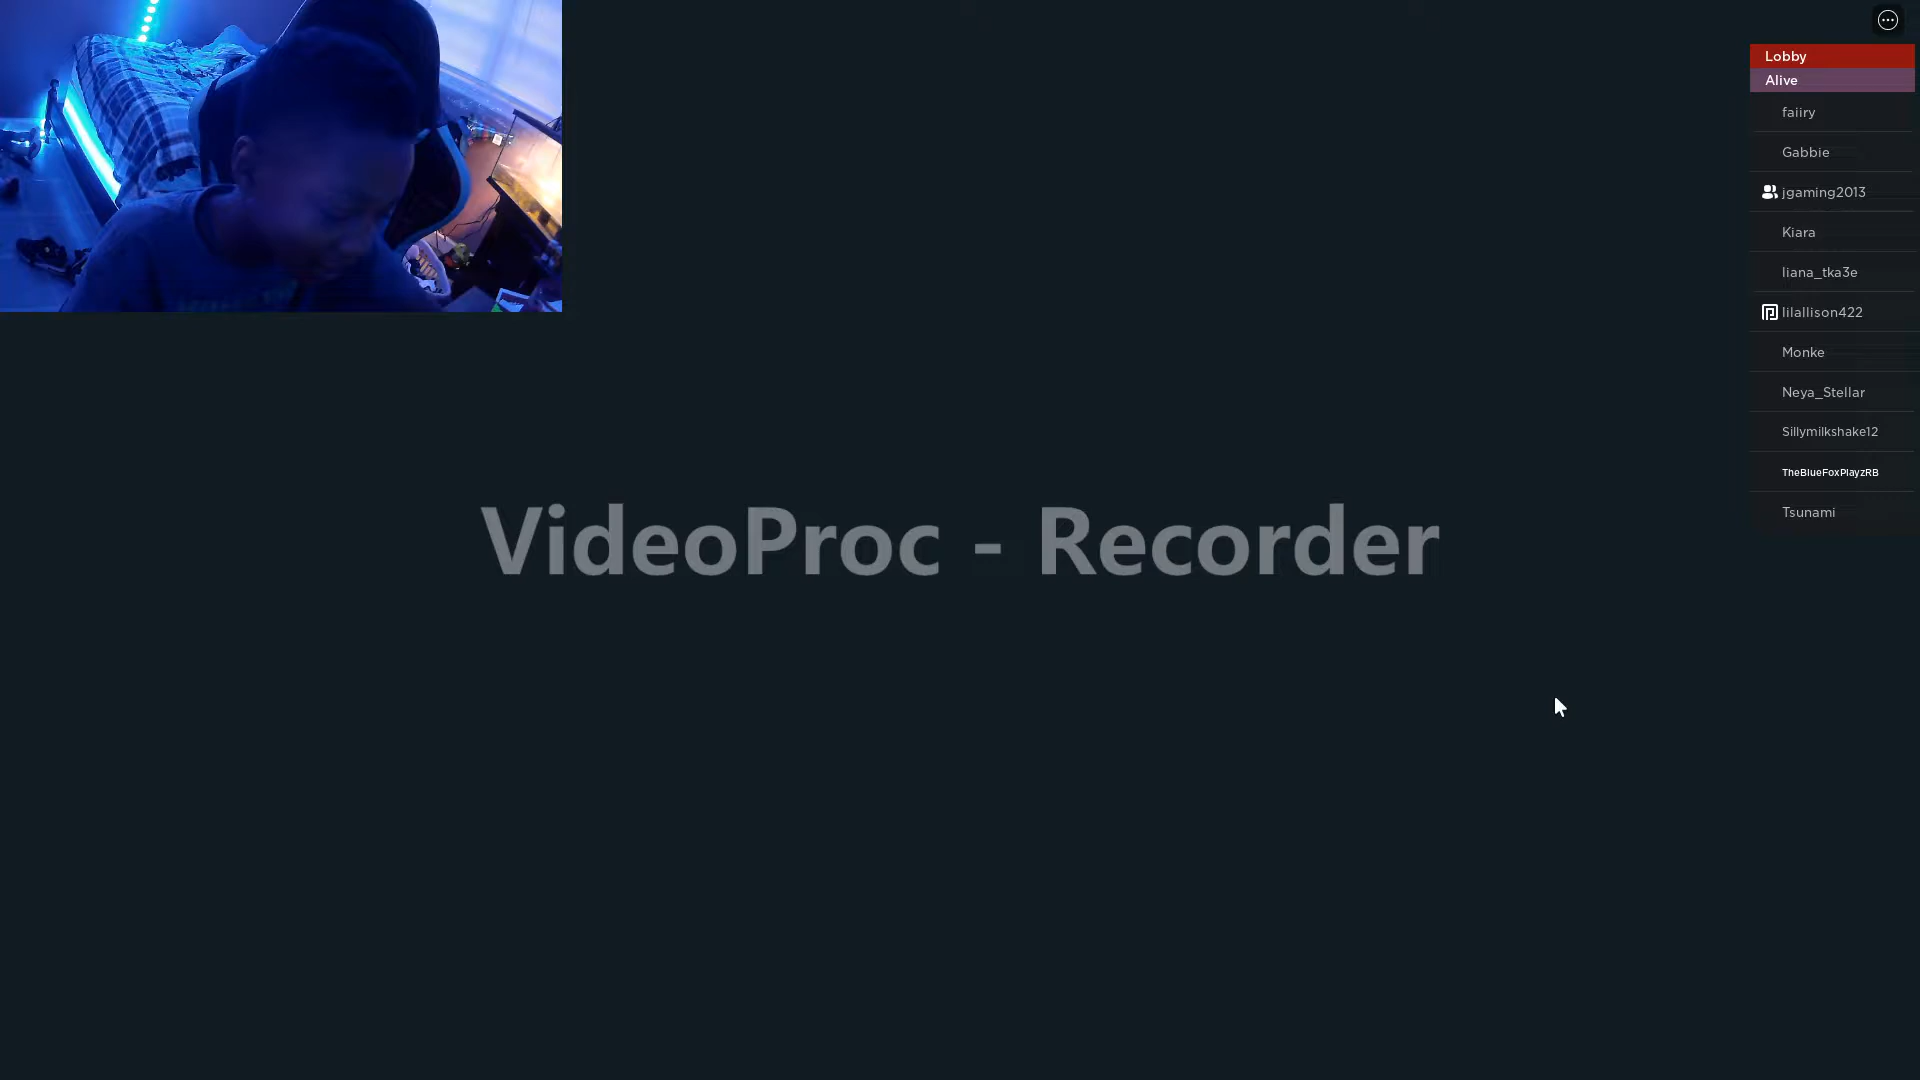 Lobby
Alive
faiiry
Gabbie
jgaming2013
Kiara
liana_tka3e
lilallison422
Monke
Neya_Stellar
Sillymilkshake12
TheBlueFoxPlayzRB
Tsunami
VideoProc - Recorder